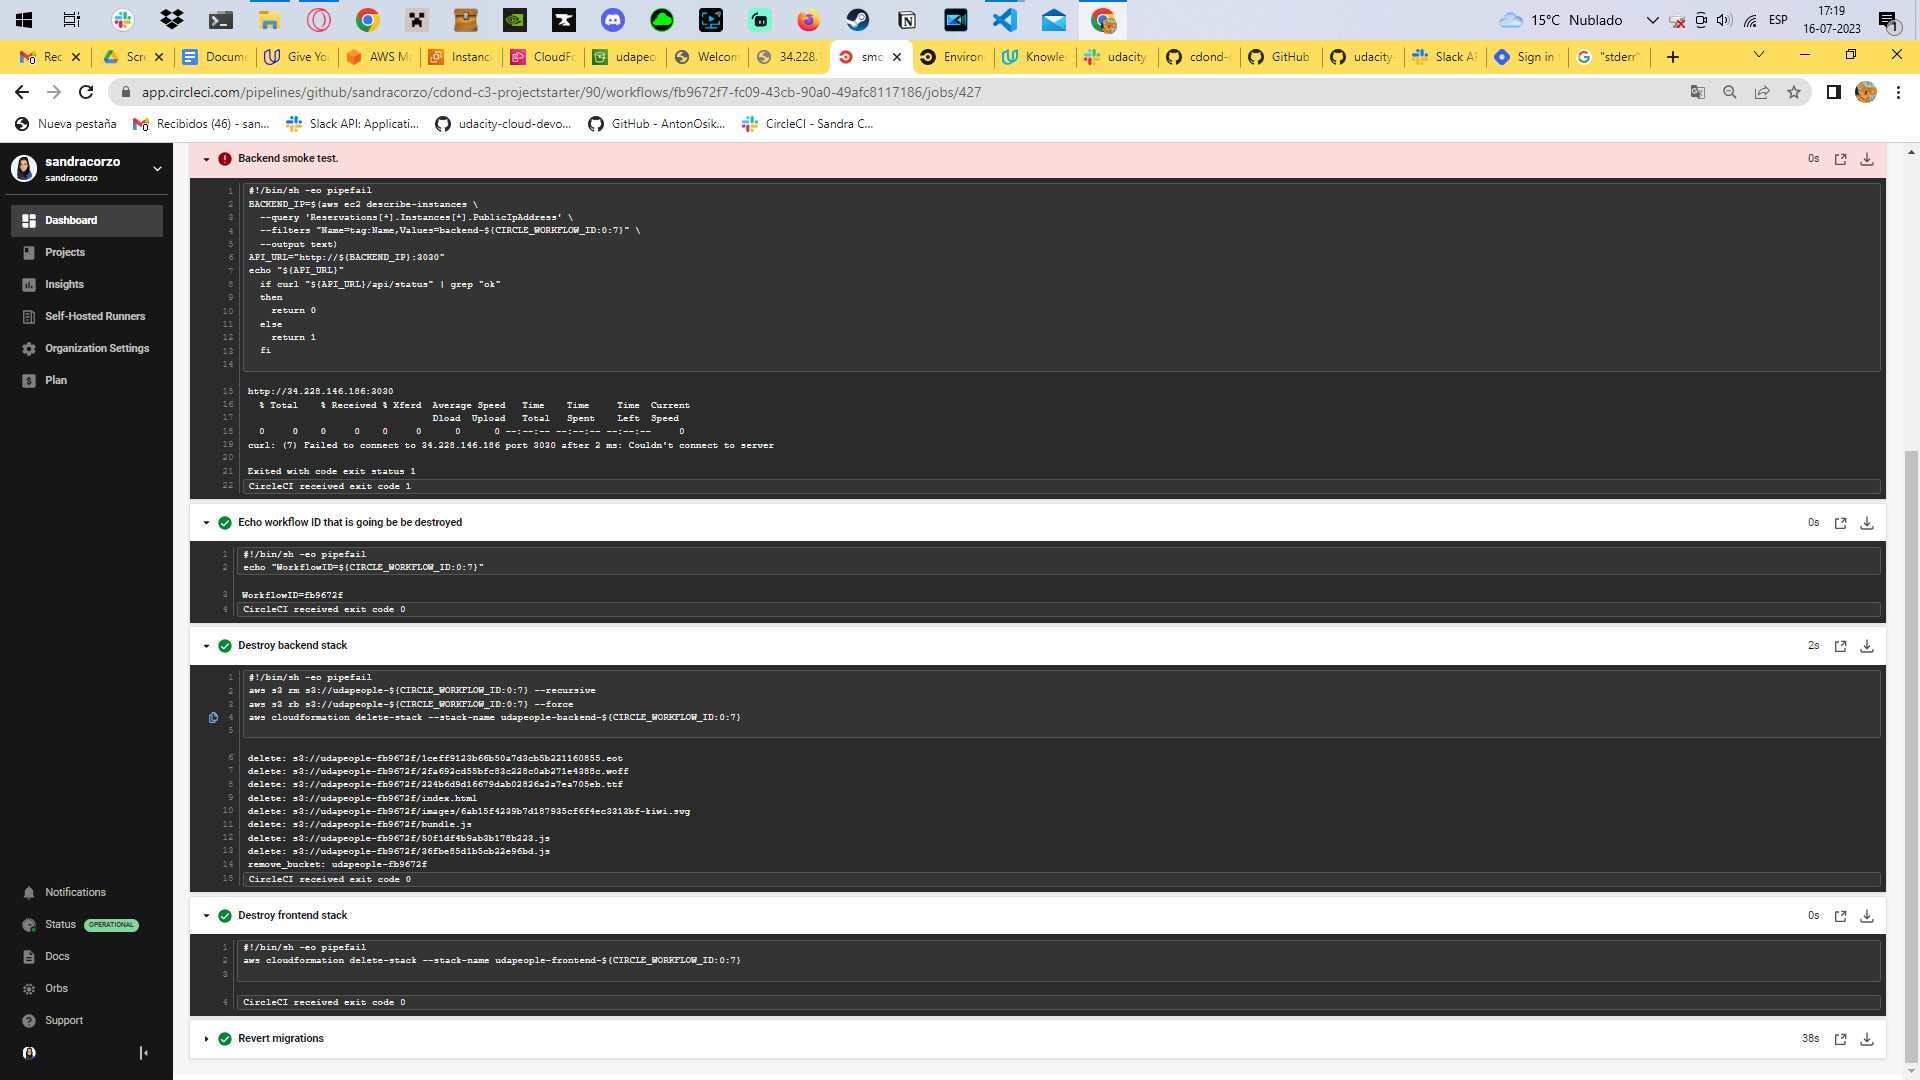 15°C Nublado
ESP
17:19
16-07-2023
1
Rec
Scre
Docume
Give Yo
AWS Ma
Instanci
CloudFo
udapeo
Welcom
34.228.
smo
Environ
Knowle
udacity
cdond-
GitHub
udacity-
Slack AP
Sign in
"stderr"
app.circleci.com/pipelines/github/sandracorzo/cdond-c3-projectstarter/90/workflows/fb9672f7-fc09-43cb-90a0-49afc8117186/jobs/427
Nueva pestaña
Recibidos (46) - san...
Slack API: Applicati...
udacity-cloud-devo...
GitHub - AntonOsik...
CircleCI - Sandra C...
sandracorzo
sandracorzo
Dashboard
Projects
Insights
Self-Hosted Runners
Organization Settings
Plan
Notifications
Status OPERATIONAL
Docs
Orbs
Support
Backend smoke test. 0s
1 #!/bin/sh -eo pipefail
2 BACKEND_IP=$(aws ec2 describe-instances \
3 --query 'Reservations[*].Instances[*].PublicIpAddress' \
4 --filters "Name=tag:Name,Values=backend-${CIRCLE_WORKFLOW_ID:0:7}" \
5 --output text)
6 API_URL="http://${BACKEND_IP}:3030"
7 echo "${API_URL}"
8 if curl "${API_URL}/api/status" | grep "ok"
9 then
10 return 0
11 else
12 return 1
13 fi
14
15 http://34.228.146.186:3030
16 % Total % Received % Xferd Average Speed Time Time Time Current
17 Dload Upload Total Spent Left Speed
18 0 0 0 0 0 0 0 0 --:--:-- --:--:-- --:--:-- 0
19 curl: (7) Failed to connect to 34.228.146.186 port 3030 after 2 ms: Couldn't connect to server
20
21 Exited with code exit status 1
22 CircleCI received exit code 1
Echo workflow ID that is going be be destroyed 0s
1 #!/bin/sh -eo pipefail
2 echo "WorkflowID=${CIRCLE_WORKFLOW_ID:0:7}"
3 WorkflowID=fb9672f
4 CircleCI received exit code 0
Destroy backend stack 2s
1 #!/bin/sh -eo pipefail
2 aws s3 rm s3://udapeople-${CIRCLE_WORKFLOW_ID:0:7} --recursive
3 aws s3 rb s3://udapeople-${CIRCLE_WORKFLOW_ID:0:7} --force
4 aws cloudformation delete-stack --stack-name udapeople-backend-${CIRCLE_WORKFLOW_ID:0:7}
5
6 delete: s3://udapeople-fb9672f/1ceff9123b66b50a7d3cb5b221160855.eot
7 delete: s3://udapeople-fb9672f/2fa692cd55bfc83c228c0ab271e4388c.woff
8 delete: s3://udapeople-fb9672f/224b6d9d16679dab02826a2a7ea705eb.ttf
9 delete: s3://udapeople-fb9672f/index.html
10 delete: s3://udapeople-fb9672f/images/6ab15f4239b7d187935cf6f4ec3313bf-kiwi.svg
11 delete: s3://udapeople-fb9672f/bundle.js
12 delete: s3://udapeople-fb9672f/50f1df4b9ab3b178b223.js
13 delete: s3://udapeople-fb9672f/36fbe85d1b5cb22e96bd.js
14 remove_bucket: udapeople-fb9672f
15 CircleCI received exit code 0
Destroy frontend stack 0s
1 #!/bin/sh -eo pipefail
2 aws cloudformation delete-stack --stack-name udapeople-frontend-${CIRCLE_WORKFLOW_ID:0:7}
3
4 CircleCI received exit code 0
Revert migrations 38s